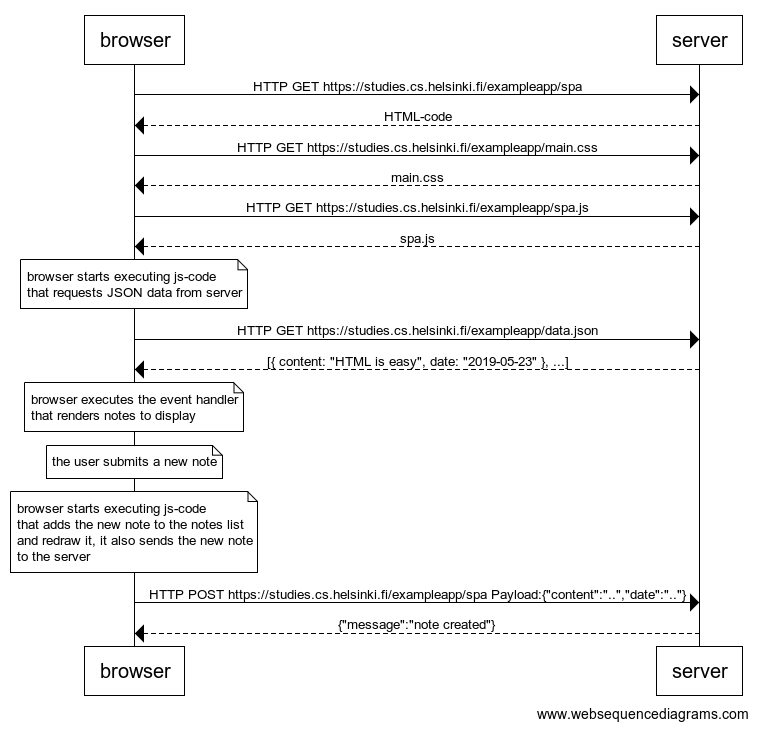 browser
server
HTTP GET https://studies.cs.helsinki.fi/exampleapp/spa
HTML-code
HTTP GET https://studies.cs.helsinki.fi/exampleapp/main.css
main.css
HTTP GET https://studies.cs.helsinki.fi/exampleapp/spa.js
spa.js
browser starts executing js-code
that requests JSON data from server
HTTP GET https://studies.cs.helsinki.fi/exampleapp/data.json
[{ content: "HTML is easy", date: "2019-05-23" }, ...]
browser executes the event handler
that renders notes to display
the user submits a new note
browser starts executing js-code
that adds the new note to the notes list
and redraw it, it also sends the new note
to the server
HTTP POST https://studies.cs.helsinki.fi/exampleapp/spa Payload:{"content":"..","date":".."}
{"message":"note created"}
browser
server
www.websequencediagrams.com